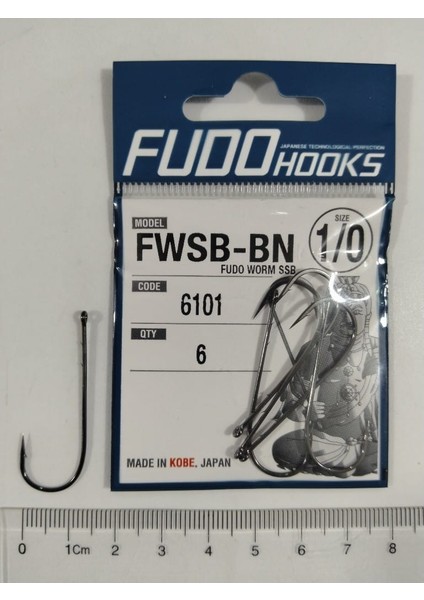 JAPANESE TECHNOLOGICAL PERFECTION
FUDO HOOKS
MODEL
FWSB-BN
FUDO WORM SSB
SIZE
1/0
CODE
6101
QTY
6
MADE IN KOBE, JAPAN
0 1Cm 2 3 4 5 6 7 8